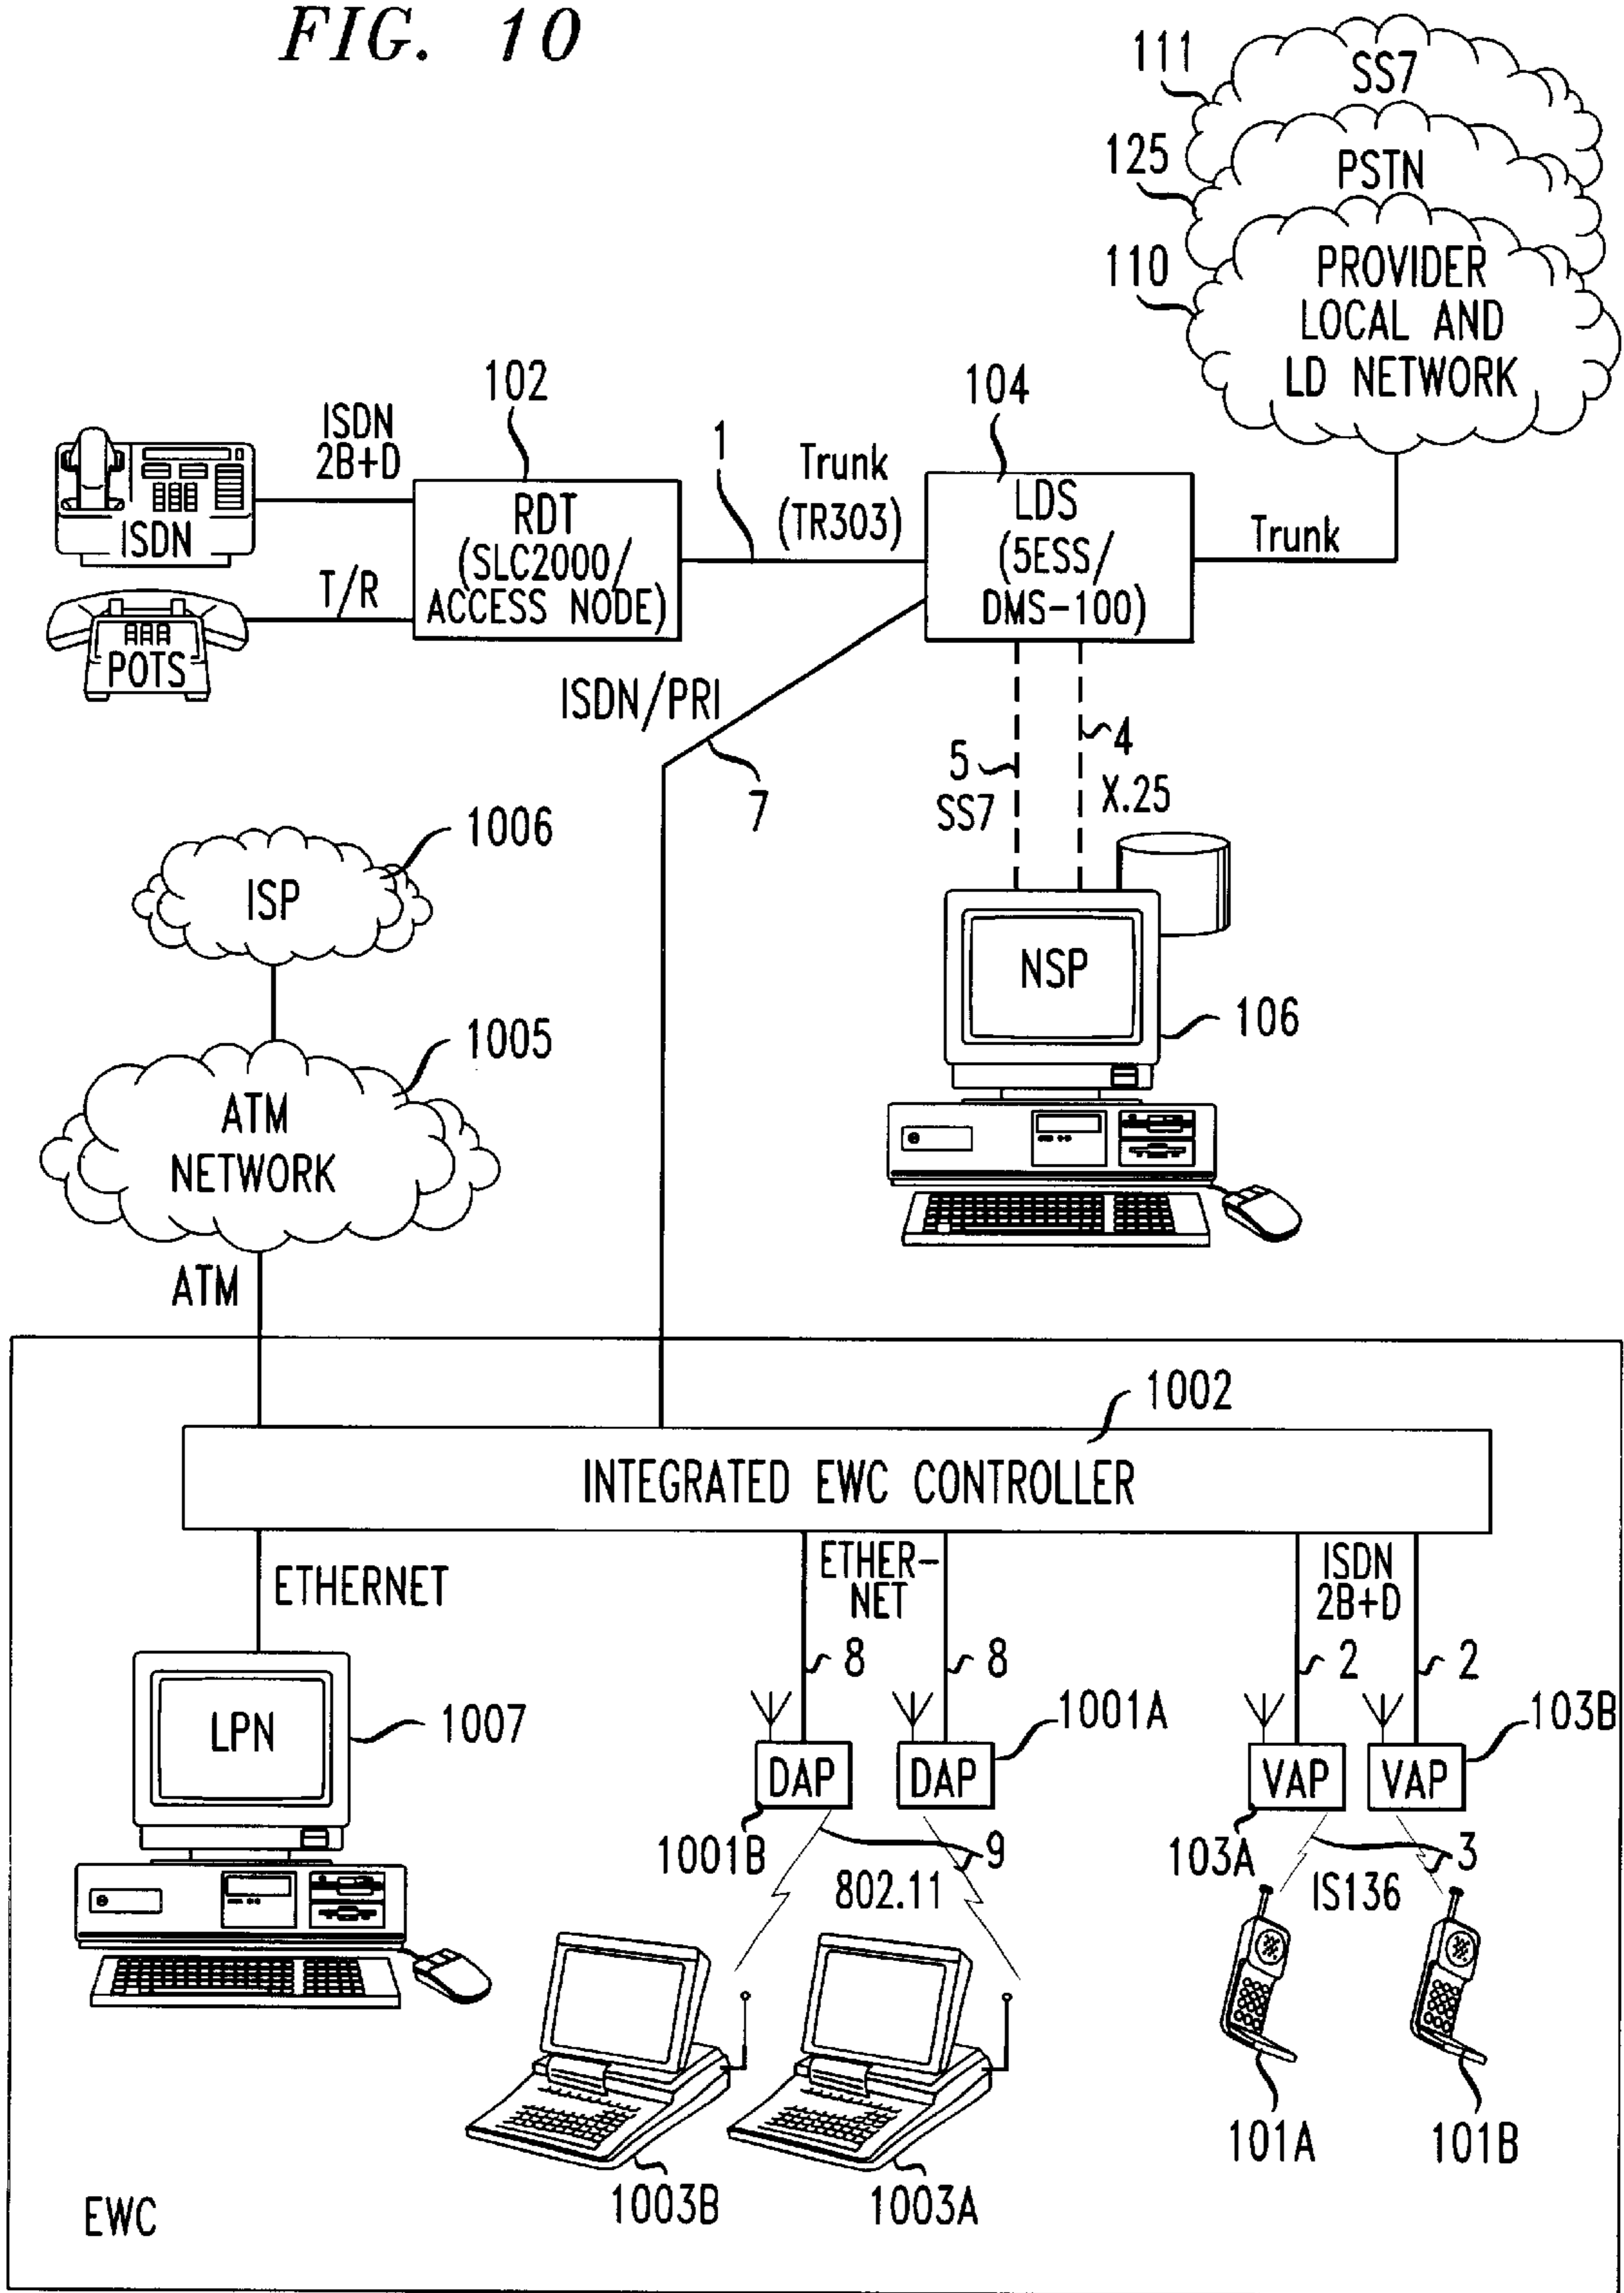 FIG. 10
111
SS7
125
PSTN
110
PROVIDER
LOCAL AND
LD NETWORK
102
104
ISDN
2B+D
1
Trunk
(TR303)
ISDN
RDT
(SLC2000/
ACCESS NODE)
LDS
(5ESS/
DMS-100)
Trunk
T/R
POTS
ISDN/PRI
7
5
SS7
4
X.25
1006
ISP
NSP
106
1005
ATM
NETWORK
ATM
1002
INTEGRATED EWC CONTROLLER
ETHERNET
ETHER-
NET
ISDN
2B+D
8
8
2
2
LPN
1007
1001A
103B
DAP
DAP
VAP
VAP
1001B
9
103A
3
802.11
IS136
101A
101B
1003B
1003A
EWC